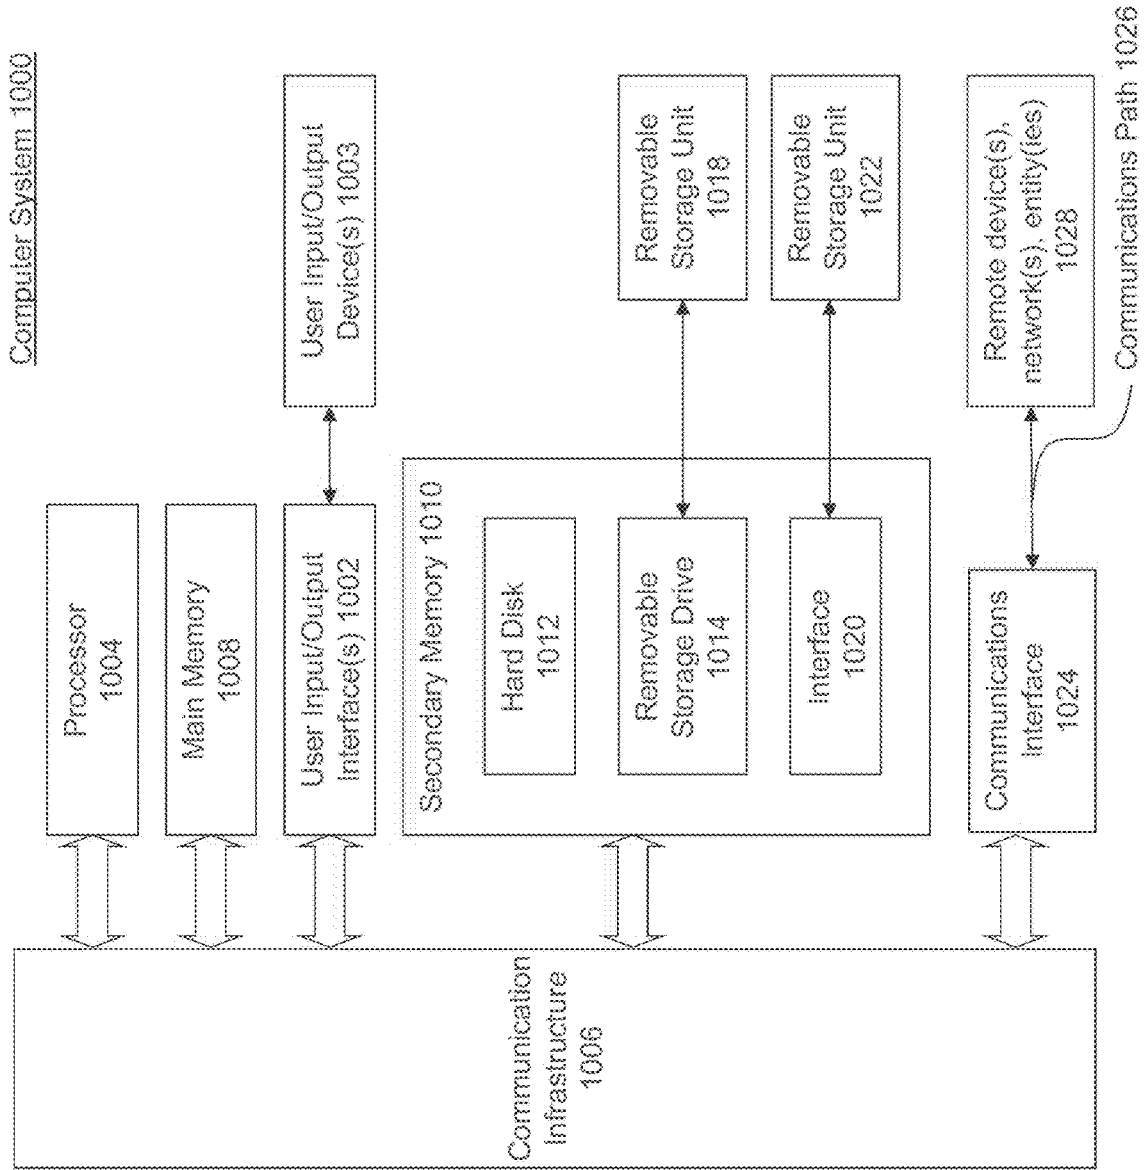 Computer System 1000
Processor
1004
Main Memory
1008
User Input/Output
Interface(s) 1002
User Input/Output
Device(s) 1003
Secondary Memory 1010
Hard Disk
1012
Removable
Storage Drive
1014
Interface
1020
Removable
Storage Unit
1018
Removable
Storage Unit
1022
Communications
Interface
1024
Remote device(s),
network(s), entity(ies)
1028
Communications Path 1026
Communication
Infrastructure
1006